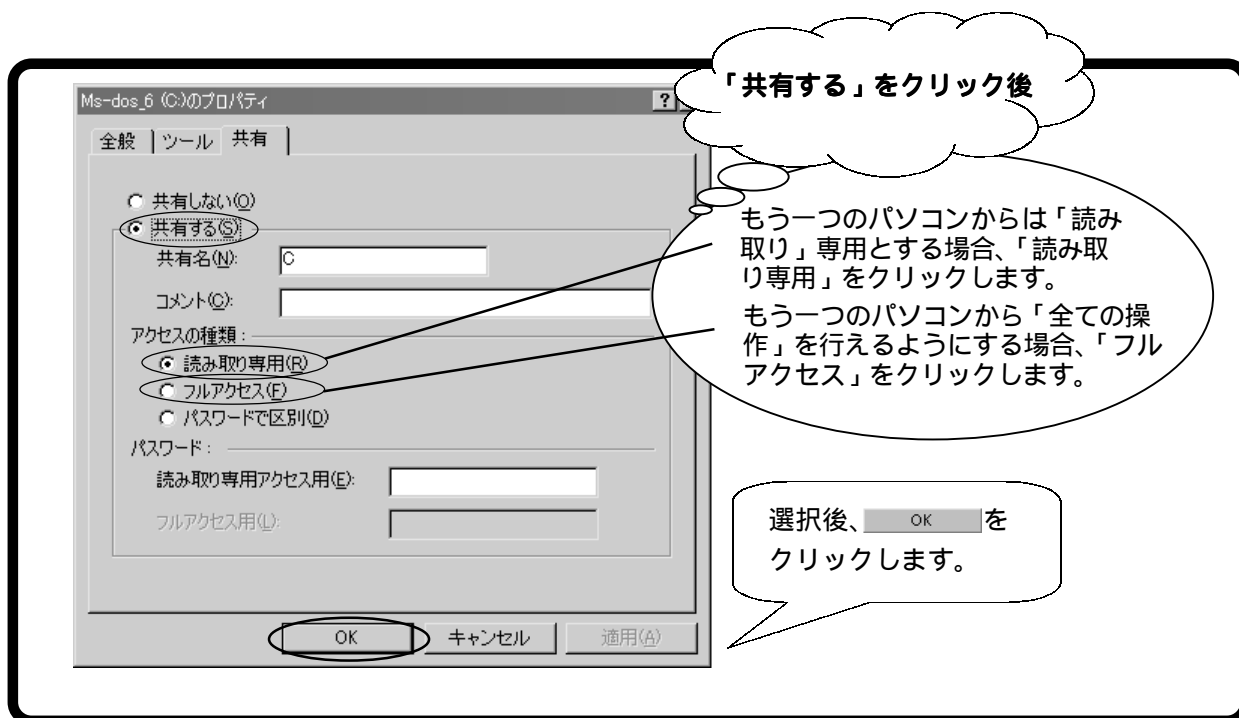 「共有する」をクリック後
Ms-dos_6 (C:)のプロパティ
?
全般 ツール 共有
共有しない(O)
共有する(S)
共有名(N): C
コメント(C):
アクセスの種類:
読み取り専用(R)
フルアクセス(F)
パスワードで区別(D)
パスワード:
読み取り専用アクセス用(E):
フルアクセス用(L):
OK キャンセル 適用(A)
もう一つのパソコンからは「読み
取り」専用とする場合、「読み取
り専用」をクリックします。
もう一つのパソコンから「全ての操
作」を行えるようにする場合、「フル
アクセス」をクリックします。
選択後、 OK を
クリックします。